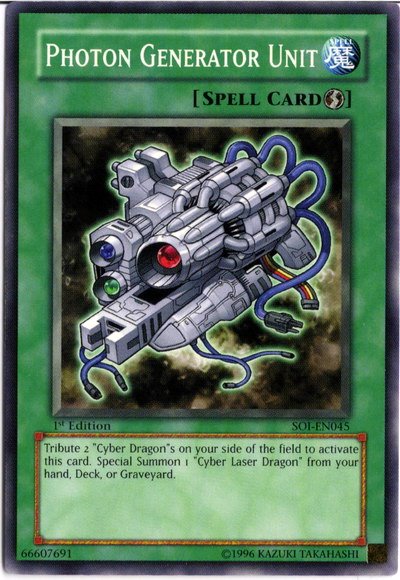 PHOTON GENERATOR UNIT
SPELL
魔
[SPELL CARD]
1st Edition
SOI-EN045
Tribute 2 "Cyber Dragon"s on your side of the field to activate
this card. Special Summon 1 "Cyber Laser Dragon" from your
hand, Deck, or Graveyard.
66607691
©1996 KAZUKI TAKAHASHI